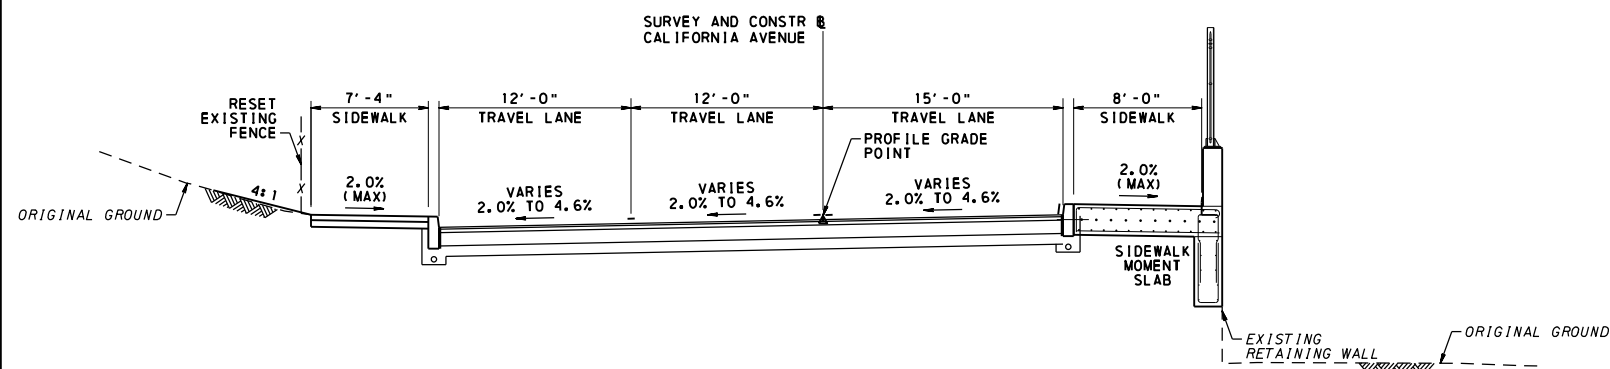 SURVEY AND CONSTR ℄
CALIFORNIA AVENUE
RESET
EXISTING
FENCE
7'-4"
SIDEWALK
12'-0"
TRAVEL LANE
12'-0"
TRAVEL LANE
15'-0"
TRAVEL LANE
8'-0"
SIDEWALK
PROFILE GRADE
POINT
X
X
4:1
2.0%
(MAX)
VARIES
2.0% TO 4.6%
VARIES
2.0% TO 4.6%
VARIES
2.0% TO 4.6%
2.0%
(MAX)
ORIGINAL GROUND
SIDEWALK
MOMENT
SLAB
EXISTING
RETAINING WALL
ORIGINAL GROUND